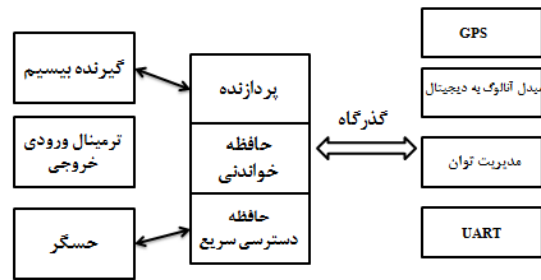 گیرنده بیسیم
ترمینال ورودی
خروجی
حسگر
پردازنده
حافظه
خواندنی
حافظه
دسترسی سریع
گذرگاه
GPS
مبدل آنالوگ به دیجیتال
مدیریت توان
UART